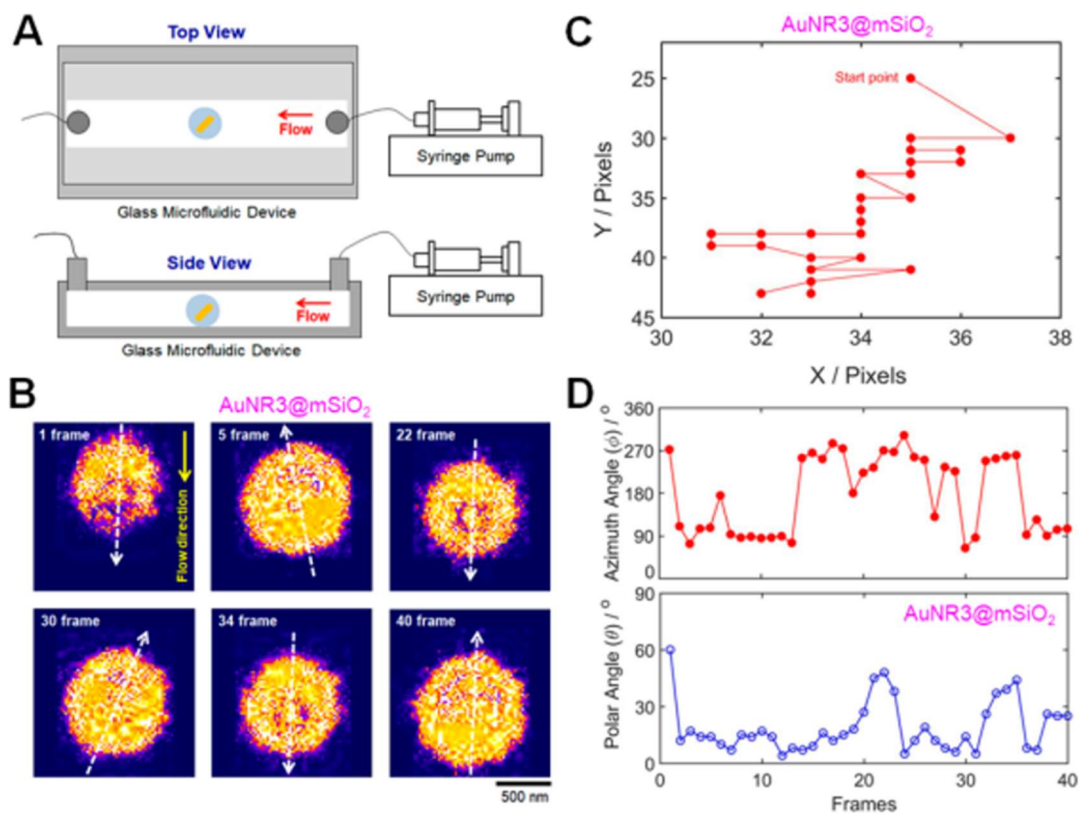 A
Top View
Flow
Syringe Pump
Glass Microfluidic Device
Side View
Flow
Syringe Pump
Glass Microfluidic Device
B
AuNR3@mSiO₂
1 frame
Flow direction
5 frame
22 frame
30 frame
34 frame
40 frame
500 nm
C
AuNR3@mSiO₂
Start point
Y / Pixels
25
30
35
40
45
30 32 34 36 38
X / Pixels
D
Azimuth Angle (ϕ) / °
360
270
180
90
0
AuNR3@mSiO₂
Polar Angle (θ) / °
90
60
30
0
0 10 20 30 40
Frames